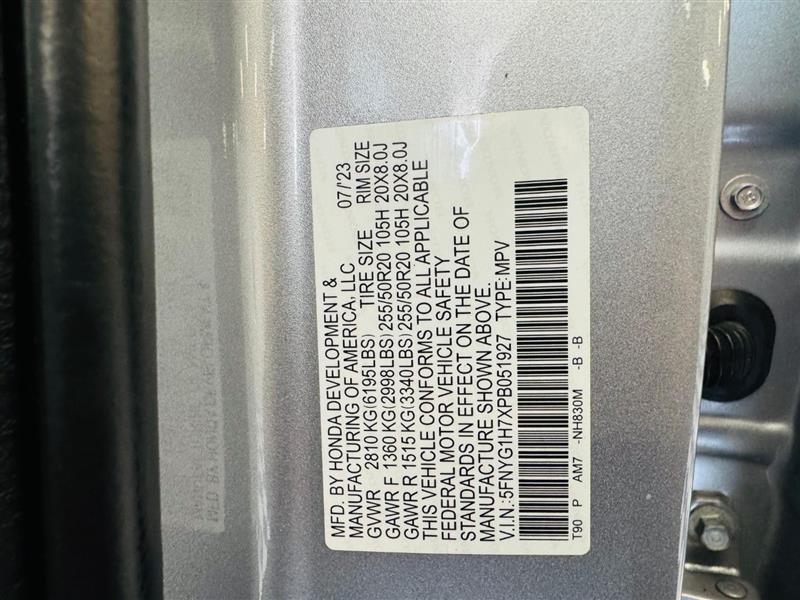 MFD. BY HONDA DEVELOPMENT &
MANUFACTURING OF AMERICA, LLC 07/'23
GVWR 2810 KG(6195LBS) TIRE SIZE RIM SIZE
GAWR F 1360 KG(2998LBS) 255/50R20 105H 20X8.0J
GAWR R 1515 KG(3340LBS) 255/50R20 105H 20X8.0J
THIS VEHICLE CONFORMS TO ALL APPLICABLE
FEDERAL MOTOR VEHICLE SAFETY
STANDARDS IN EFFECT ON THE DATE OF
MANUFACTURE SHOWN ABOVE.
V.I.N.:5FNYG1H7XPB051927 TYPE:MPV
T90 P AM7 -NH830M -B -B